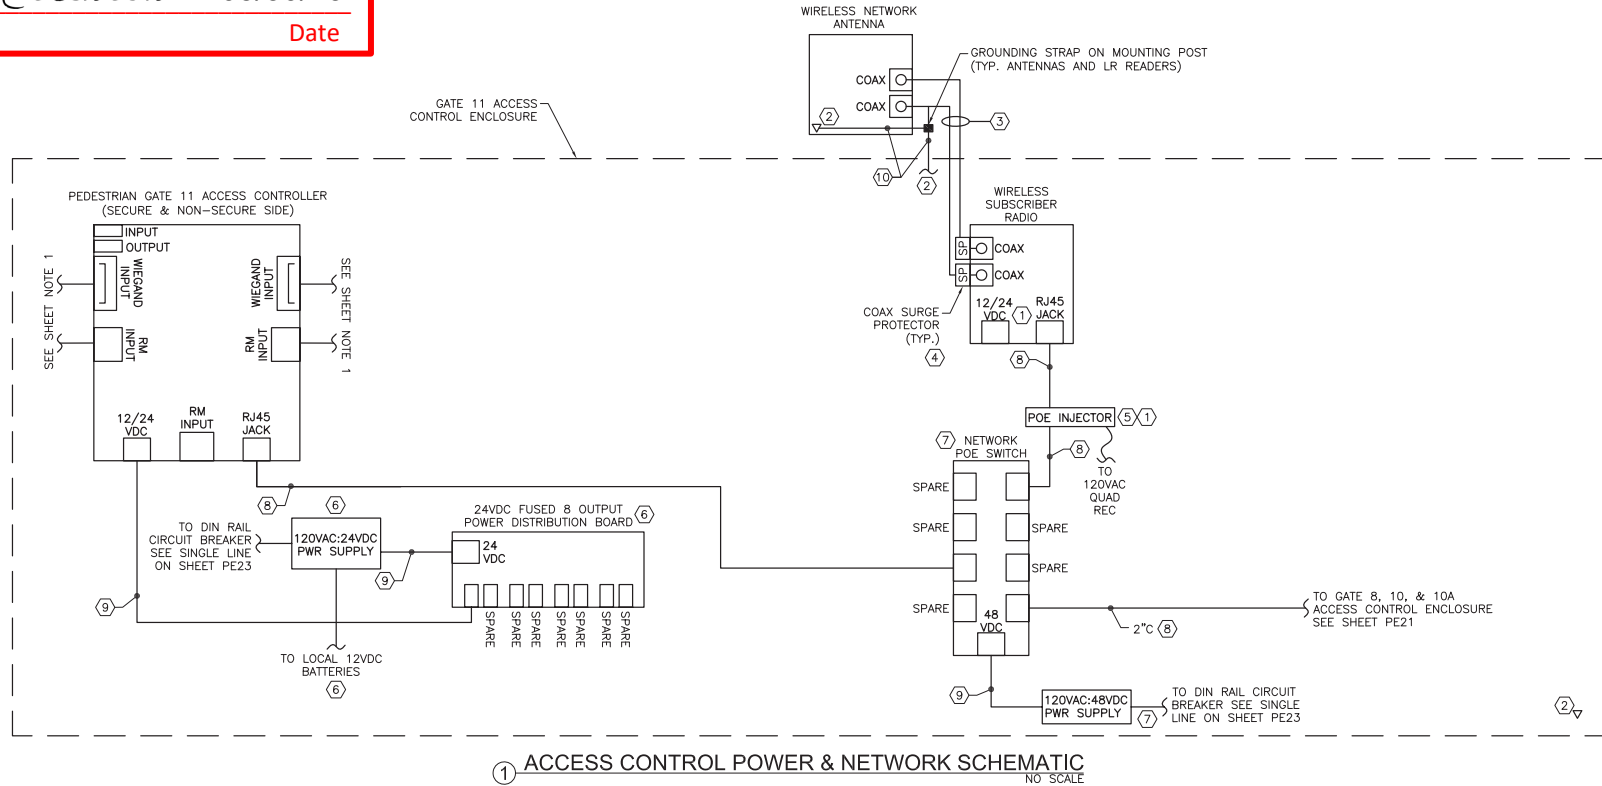 Date
WIRELESS NETWORK
ANTENNA
COAX
COAX
2
GROUNDING STRAP ON MOUNTING POST
(TYP. ANTENNAS AND LR READERS)
3
10
2
GATE 11 ACCESS
CONTROL ENCLOSURE
PEDESTRIAN GATE 11 ACCESS CONTROLLER
(SECURE & NON-SECURE SIDE)
INPUT
OUTPUT
WIEGAND
INPUT
WIEGAND
INPUT
RM
INPUT
RM
INPUT
SEE SHEET NOTE 1
SEE SHEET NOTE 1
12/24
VDC
RM
INPUT
RJ45
JACK
WIRELESS
SUBSCRIBER
RADIO
SP
COAX
SP
COAX
12/24
VDC
1
RJ45
JACK
COAX SURGE
PROTECTOR
(TYP.)
4
8
POE INJECTOR
5
1
8
TO
120VAC
QUAD
REC
7
NETWORK
POE SWITCH
SPARE
SPARE
SPARE
SPARE
SPARE
48
VDC
8
6
TO DIN RAIL
CIRCUIT BREAKER
SEE SINGLE LINE
ON SHEET PE23
120VAC:24VDC
PWR SUPPLY
9
24VDC FUSED 8 OUTPUT
POWER DISTRIBUTION BOARD
6
24
VDC
SPARE
SPARE
SPARE
SPARE
SPARE
SPARE
SPARE
9
TO LOCAL 12VDC
BATTERIES
6
2"C
8
TO GATE 8, 10, & 10A
ACCESS CONTROL ENCLOSURE
SEE SHEET PE21
9
120VAC:48VDC
PWR SUPPLY
7
TO DIN RAIL CIRCUIT
BREAKER SEE SINGLE
LINE ON SHEET PE23
2
1
ACCESS CONTROL POWER & NETWORK SCHEMATIC
NO SCALE